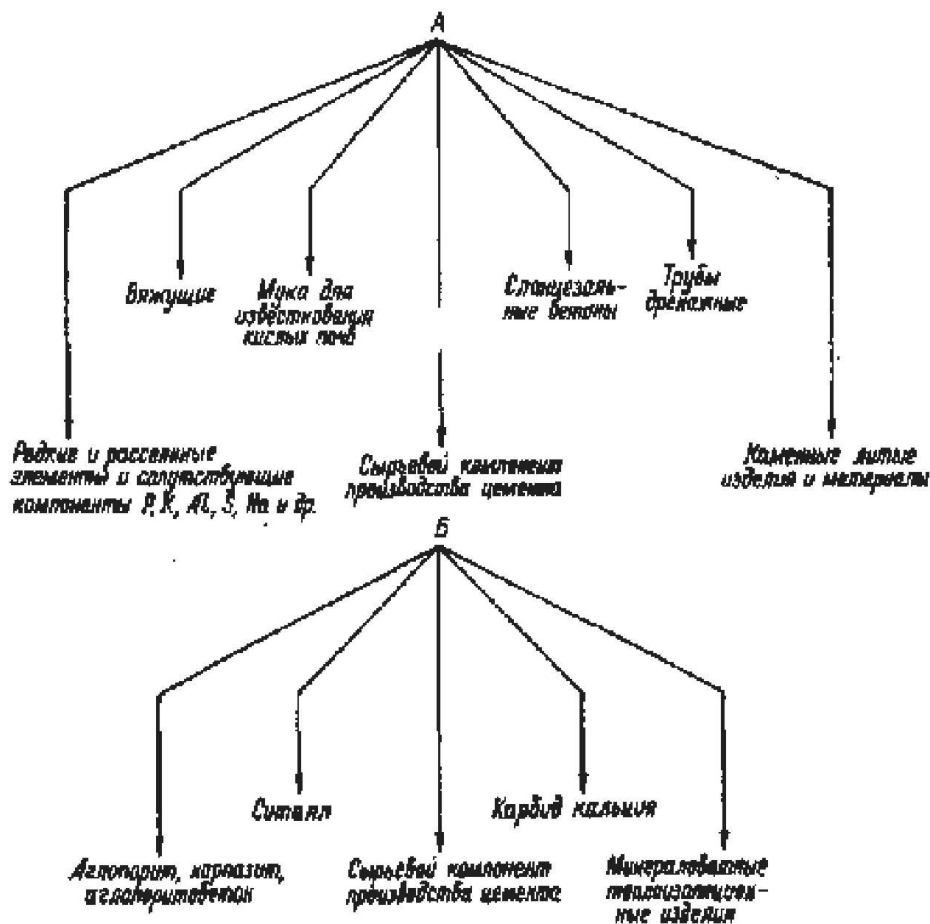 А
Вяжущие
Мука для
известкования
кислых почв
Сланцезоль-
ные бетоны
Трубы
дренажные
Редкие и рассеянные
элементы и сопутствующие
компоненты P, K, Al, S, Na и др.
Сырьевой компонент
производства цемента
Каменные литые
изделия и материалы
Б
Ситалл
Карбид кальция
Аглопорит,
аглопоритобетон
Сырьевой компонент
производства цемента
Минераловатные
теплоизоляцион-
ные изделия